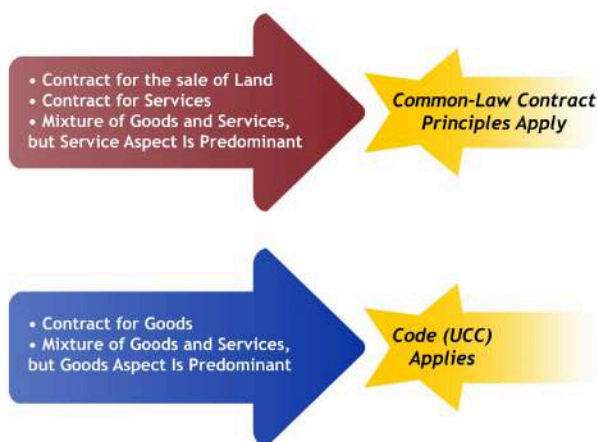 • Contract for the sale of Land
• Contract for Services
• Mixture of Goods and Services,
but Service Aspect Is Predominant
Common-Law Contract
Principles Apply
• Contract for Goods
• Mixture of Goods and Services,
but Goods Aspect Is Predominant
Code (UCC)
Applies